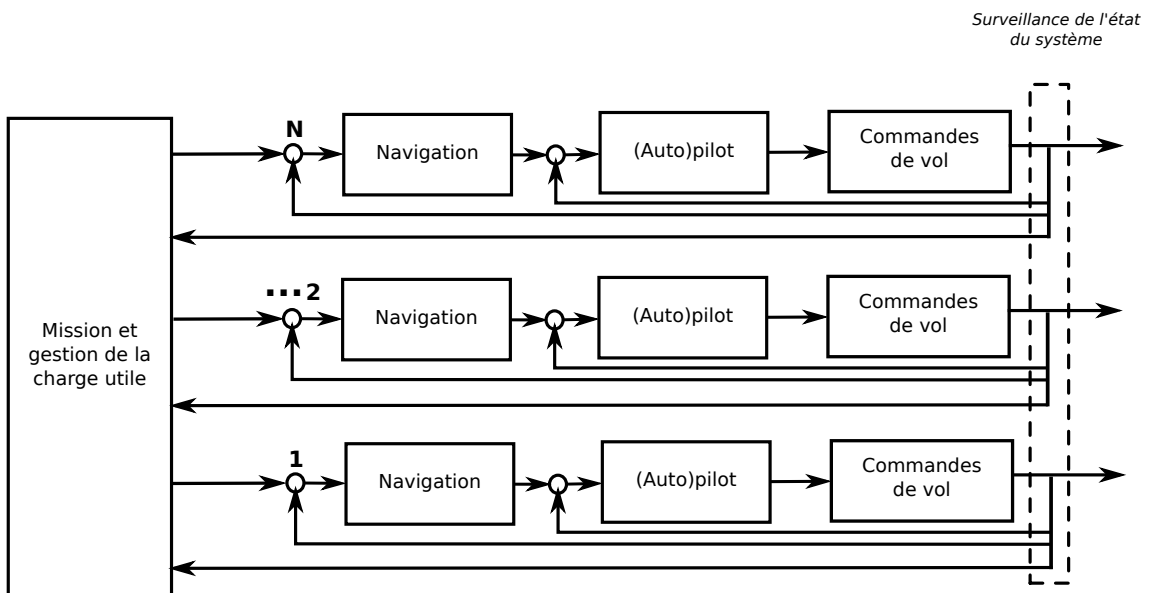 Surveillance de l'état
du système
N
Navigation
(Auto)pilot
Commandes
de vol
...2
Navigation
(Auto)pilot
Commandes
de vol
Mission et
gestion de la
charge utile
1
Navigation
(Auto)pilot
Commandes
de vol